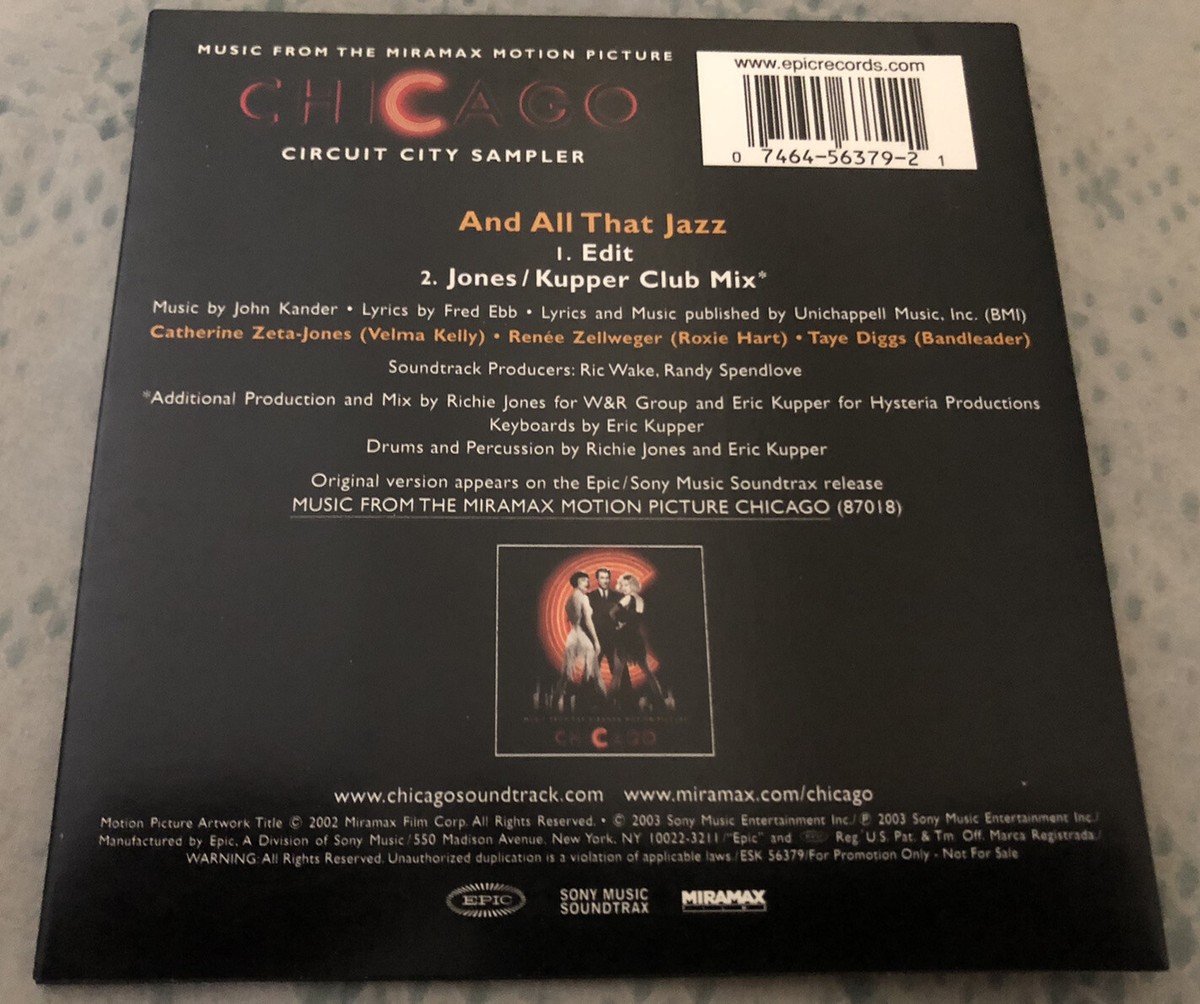 MUSIC FROM THE MIRAMAX MOTION PICTURE
CHICAGO
CIRCUIT CITY SAMPLER
www.epicrecords.com
0 7464-56379-2 1
And All That Jazz
1. Edit
2. Jones/Kupper Club Mix*
Music by John Kander • Lyrics by Fred Ebb • Lyrics and Music published by Unichappell Music, Inc. (BMI)
Catherine Zeta-Jones (Velma Kelly) • Renée Zellweger (Roxie Hart) • Taye Diggs (Bandleader)
Soundtrack Producers: Ric Wake, Randy Spendlove
*Additional Production and Mix by Richie Jones for W&R Group and Eric Kupper for Hysteria Productions
Keyboards by Eric Kupper
Drums and Percussion by Richie Jones and Eric Kupper
Original version appears on the Epic/Sony Music Soundtrax release
MUSIC FROM THE MIRAMAX MOTION PICTURE CHICAGO (87018)
MUSIC FROM THE MIRAMAX MOTION PICTURE
CHICAGO
www.chicagosoundtrack.com www.miramax.com/chicago
Motion Picture Artwork Title © 2002 Miramax Film Corp. All Rights Reserved. • © 2003 Sony Music Entertainment Inc./ ℗ 2003 Sony Music Entertainment Inc./
Manufactured by Epic, A Division of Sony Music/550 Madison Avenue, New York, NY 10022-3211/"Epic" and Reg. U.S. Pat. & Tm. Off. Marca Registrada./
WARNING: All Rights Reserved. Unauthorized duplication is a violation of applicable laws./ESK 56379/For Promotion Only - Not For Sale
EPIC
SONY MUSIC
SOUNDTRAX
MIRAMAX